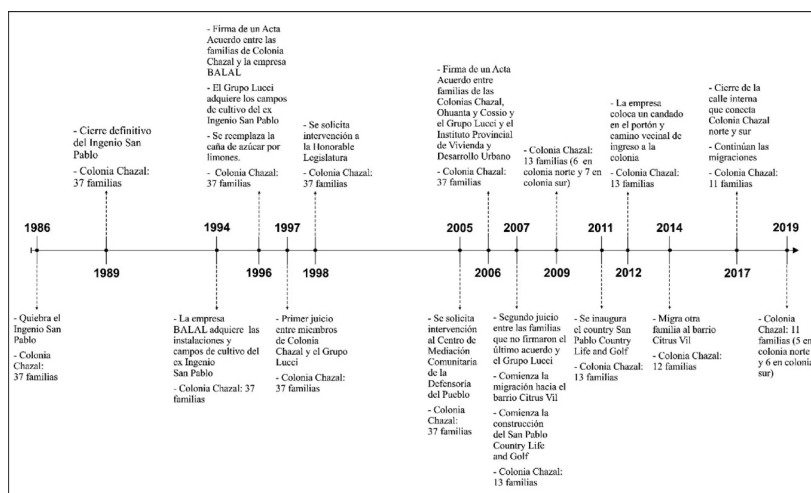 - Firma de un Acta
Acuerdo entre las
familias de Colonia
Chazal y la empresa
BALAL
- El Grupo Lucci
adquiere los campos
de cultivo del ex
Ingenio San Pablo
- Se reemplaza la
caña de azúcar por
limones.
- Colonia Chazal:
37 familias
- Cierre definitivo
del Ingenio San
Pablo
- Colonia Chazal:
37 familias
- Se solicita
intervención a
la Honorable
Legislatura
- Colonia Chazal:
37 familias
- Firma de un Acta
Acuerdo entre
familias de las
Colonias Chazal,
Ohuanta y Cossio y
el Grupo Lucci y el
Instituto Provincial
de Vivienda y
Desarrollo Urbano
- Colonia Chazal:
37 familias
- Colonia Chazal:
13 familias (6 en
colonia norte y 7 en
colonia sur)
- La empresa
coloca un candado
en el portón y
camino vecinal de
ingreso a la
colonia
- Colonia Chazal:
13 familias
- Cierre de la
calle interna que
conecta Colonia
Chazal norte y sur
- Continúan las
migraciones
- Colonia Chazal:
11 familias
1986 1994 1997 2005 2007 2011 2014 2019
1989 1996 1998 2006 2009 2012 2017
- Quiebra el
Ingenio San
Pablo
- Colonia
Chazal:
37 familias
- La empresa
BALAL adquiere las
instalaciones y
campos de cultivo del
ex Ingenio
San Pablo
- Colonia Chazal: 37
familias
- Primer juicio
entre miembros
de Colonia
Chazal y el Grupo
Lucci
- Colonia Chazal:
37 familias
- Se solicita
intervención
al Centro de
Mediación
Comunitaria
de la
Defensoría
del Pueblo
- Colonia
Chazal:
37 familias
- Segundo juicio
entre las familias
que no firmaron el
último acuerdo y
el Grupo Lucci
- Comienza la
migración hacia el
barrio Citrus Vil
- Comienza la
construcción
del San Pablo
Country Life
and Golf
- Colonia Chazal:
13 familias
- Se inaugura
el country San
Pablo Country
Life and Golf
- Colonia Chazal:
13 familias
- Migra otra
familia al barrio
Citrus Vil
- Colonia Chazal:
12 familias
- Colonia
Chazal: 11
familias (5 en
colonia norte
y 6 en colonia
sur)